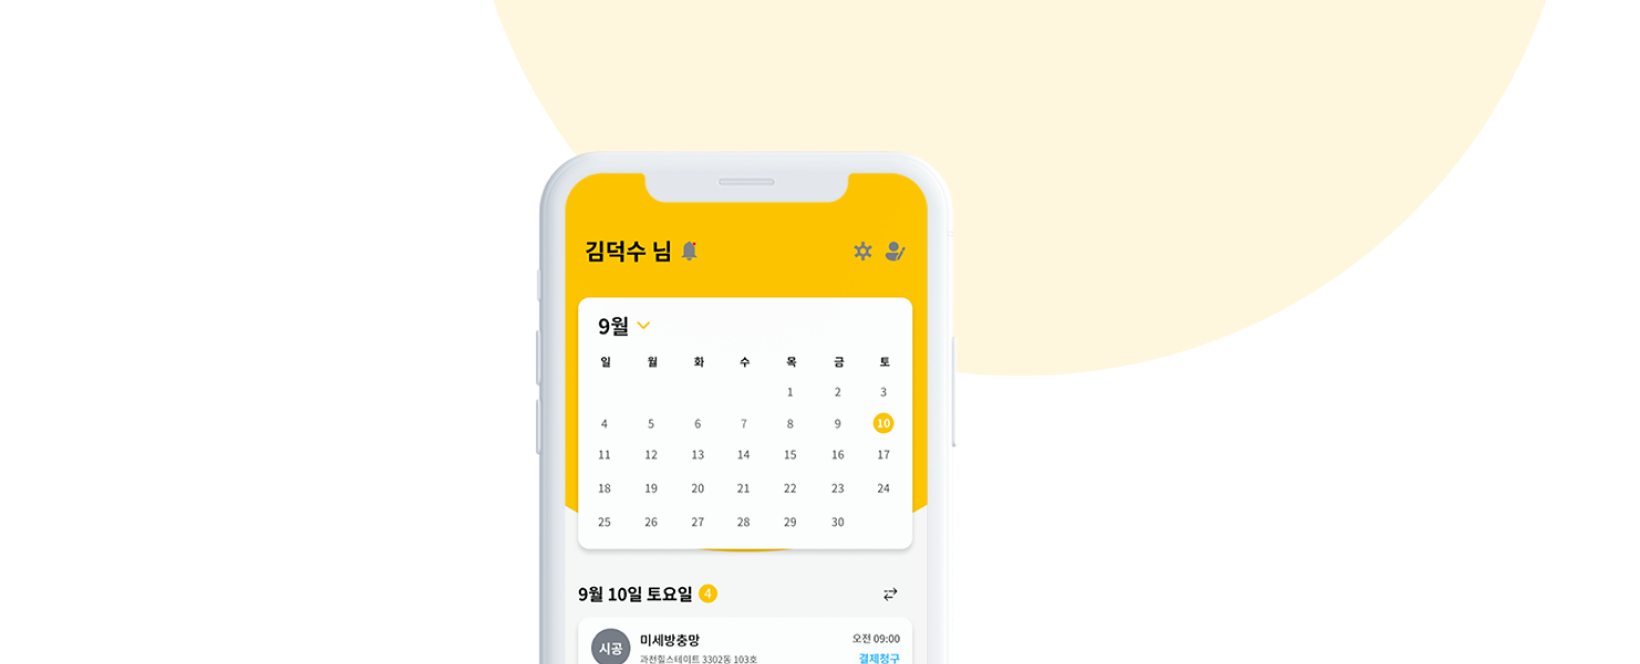 김덕수 님
9월
일 월 화 수 목 금 토
1 2 3
4 5 6 7 8 9 10
11 12 13 14 15 16 17
18 19 20 21 22 23 24
25 26 27 28 29 30
9월 10일 토요일 4
시공 미세방충망 오전 09:00
과천힐스테이트 3302동 103호 결제청구